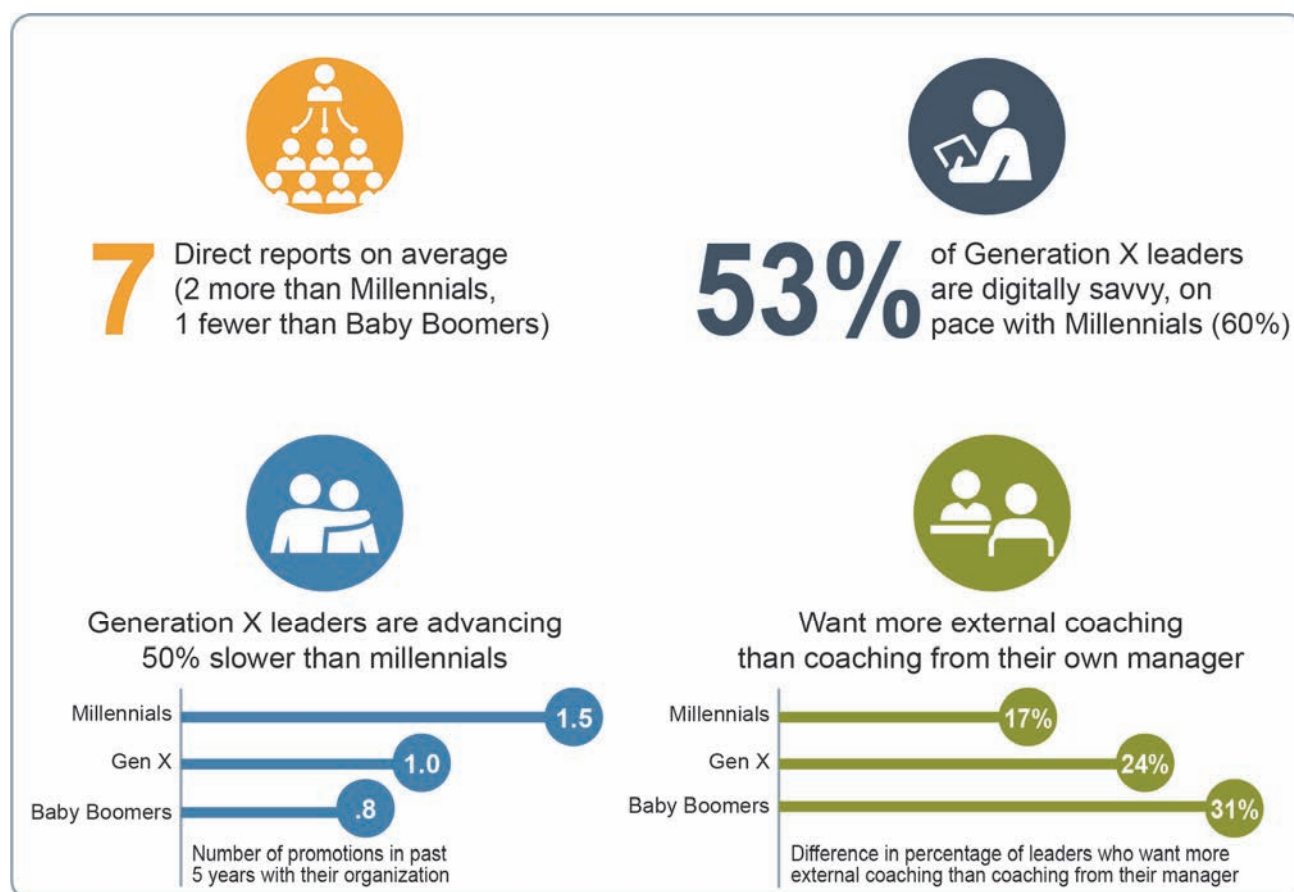 7
Direct reports on average
(2 more than Millennials,
1 fewer than Baby Boomers)
53%
of Generation X leaders
are digitally savvy, on
pace with Millennials (60%)
Generation X leaders are advancing
50% slower than millennials
Millennials 1.5
Gen X 1.0
Baby Boomers .8
Number of promotions in past
5 years with their organization
Want more external coaching
than coaching from their own manager
Millennials 17%
Gen X 24%
Baby Boomers 31%
Difference in percentage of leaders who want more
external coaching than coaching from their manager